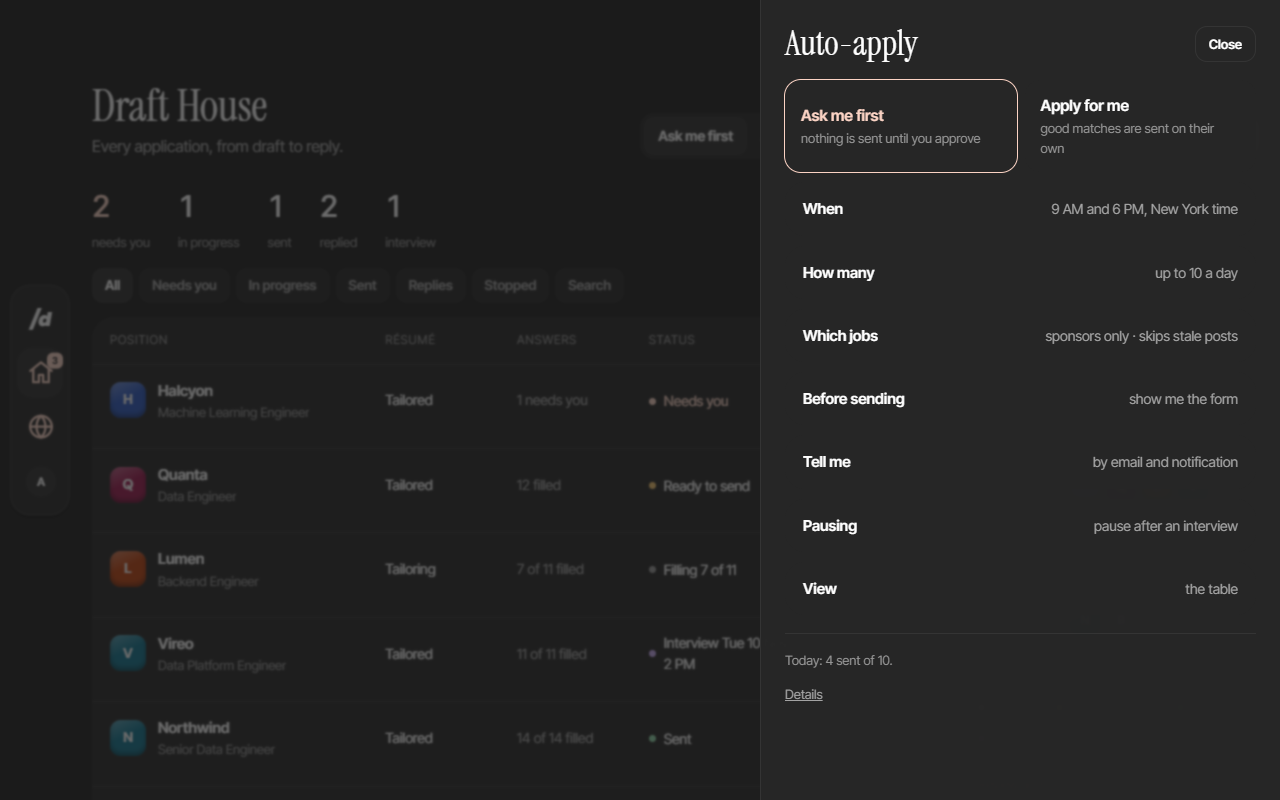 Draft House
Every application, from draft to reply.
Ask me first
2
needs you
1
in progress
1
sent
2
replied
1
interview
All
Needs you
In progress
Sent
Replies
Stopped
Search
/d
3
A
POSITION
RÉSUMÉ
ANSWERS
STATUS
H
Halcyon
Machine Learning Engineer
Tailored
1 needs you
Needs you
Q
Quanta
Data Engineer
Tailored
12 filled
Ready to send
L
Lumen
Backend Engineer
Tailoring
7 of 11 filled
Filling 7 of 11
V
Vireo
Data Platform Engineer
Tailored
11 of 11 filled
Interview Tue 10
2 PM
N
Northwind
Senior Data Engineer
Tailored
14 of 14 filled
Sent
Auto-apply
Close
Ask me first
nothing is sent until you approve
Apply for me
good matches are sent on their
own
When
9 AM and 6 PM, New York time
How many
up to 10 a day
Which jobs
sponsors only · skips stale posts
Before sending
show me the form
Tell me
by email and notification
Pausing
pause after an interview
View
the table
Today: 4 sent of 10.
Details